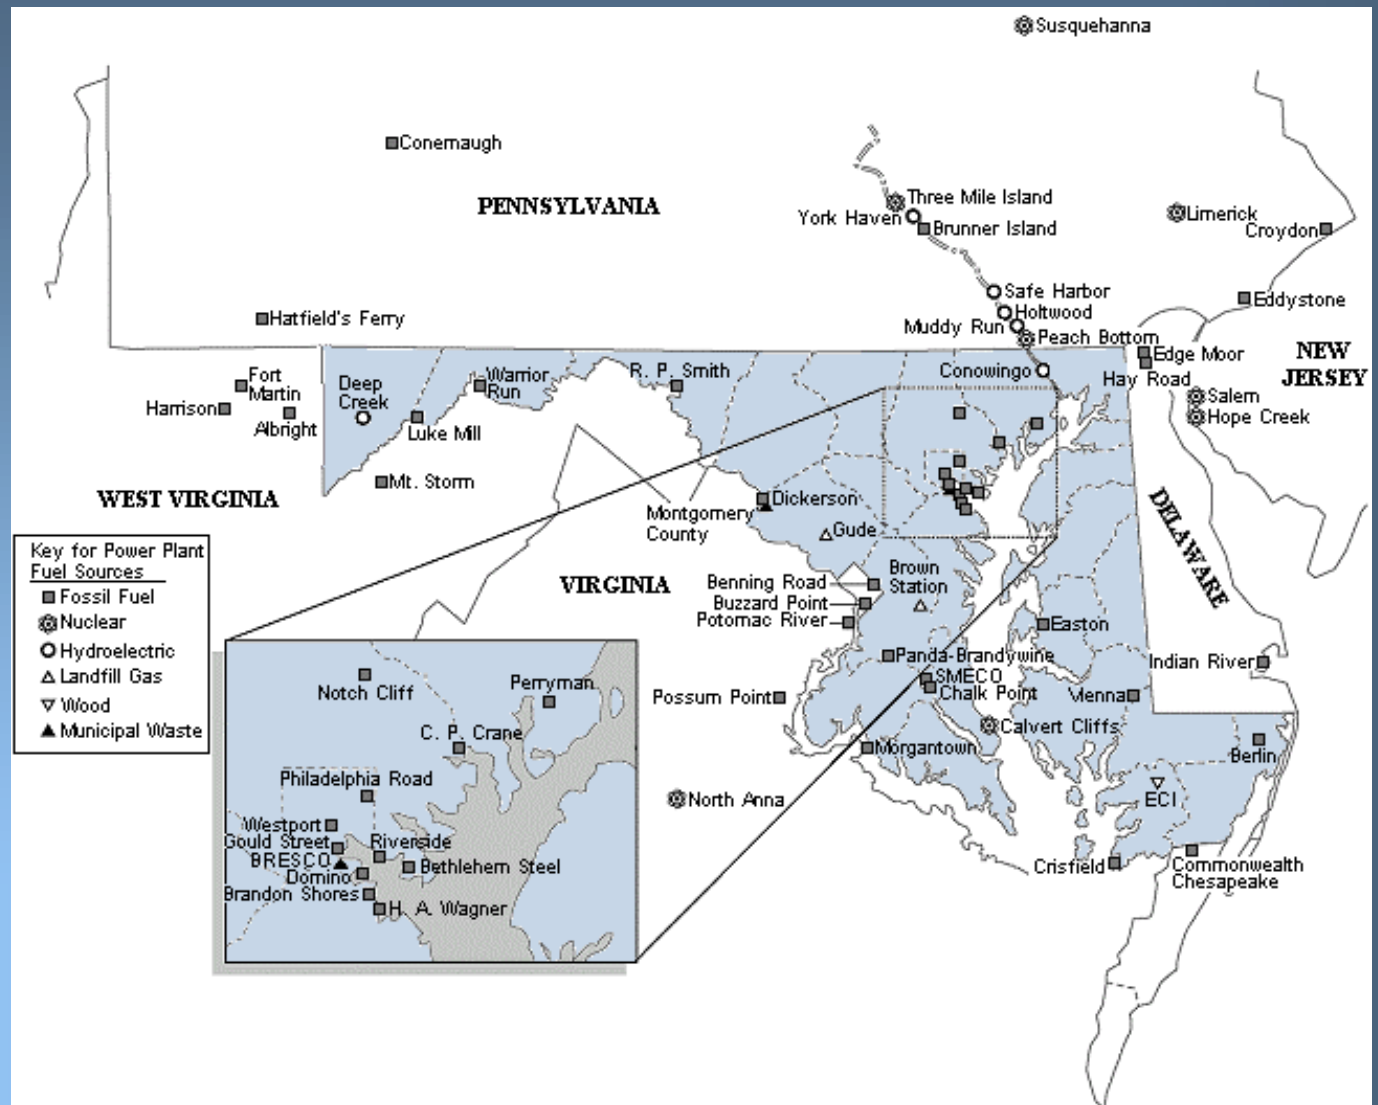 Susquehanna
Conemaugh
PENNSYLVANIA
Three Mile Island
York Haven
Brunner Island
Limerick
Croydon
Safe Harbor
Holtwood
Muddy Run
Peach Bottom
Eddystone
Hatfield's Ferry
Edge Moor
NEW
JERSEY
Hay Road
Conowingo
Salem
Hope Creek
Fort
Martin
Harrison
Albright
Deep
Creek
Luke Mill
Warrior
Run
R. P. Smith
Mt. Storm
WEST VIRGINIA
Montgomery
County
Dickerson
Gude
DELAWARE
Key for Power Plant
Fuel Sources
Fossil Fuel
Nuclear
Hydroelectric
Landfill Gas
Wood
Municipal Waste
VIRGINIA
Brown
Station
Benning Road
Buzzard Point
Potomac River
Easton
Panda-Brandywine
SMECO
Chalk Point
Indian River
Possum Point
Vienna
Calvert Cliffs
Morgantown
Berlin
North Anna
ECI
Crisfield
Commonwealth
Chesapeake
Notch Cliff
Perryman
C. P. Crane
Philadelphia Road
Westport
Gould Street
Riverside
BRESCO
Bethlehem Steel
Domino
Brandon Shores
H. A. Wagner